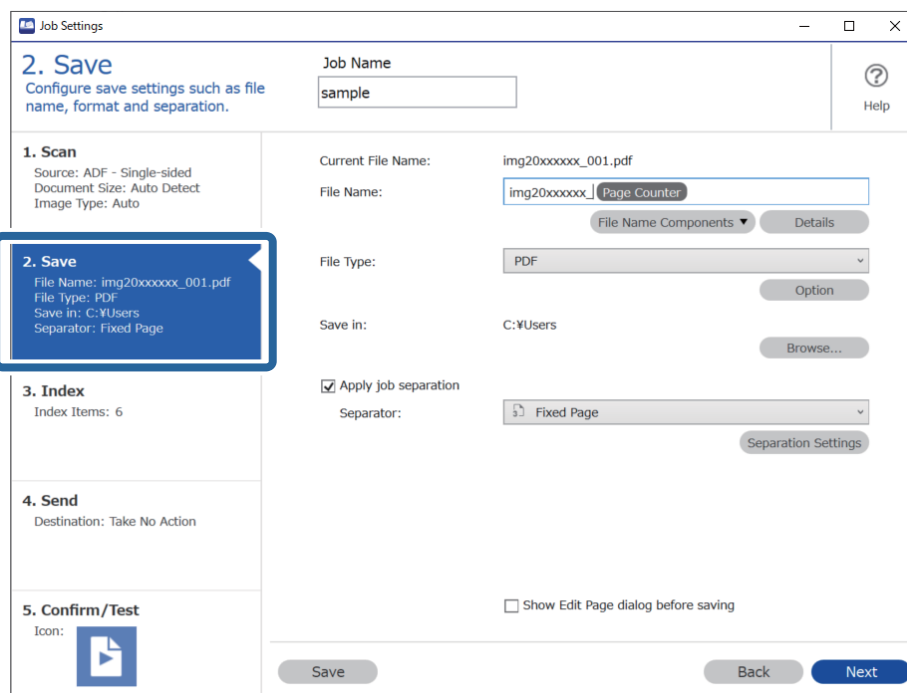 Job Settings
2. Save
Configure save settings such as file
name, format and separation.
Job Name
sample
Help
1. Scan
Source: ADF - Single-sided
Document Size: Auto Detect
Image Type: Auto
2. Save
File Name: img20xxxxxx_001.pdf
File Type: PDF
Save in: C:¥Users
Separator: Fixed Page
3. Index
Index Items: 6
4. Send
Destination: Take No Action
5. Confirm/Test
Icon:
Current File Name: img20xxxxxx_001.pdf
File Name: img20xxxxxx_ Page Counter
File Name Components ▼ Details
File Type: PDF
Option
Save in: C:¥Users
Browse...
Apply job separation
Separator: Fixed Page
Separation Settings
Show Edit Page dialog before saving
Save Back Next